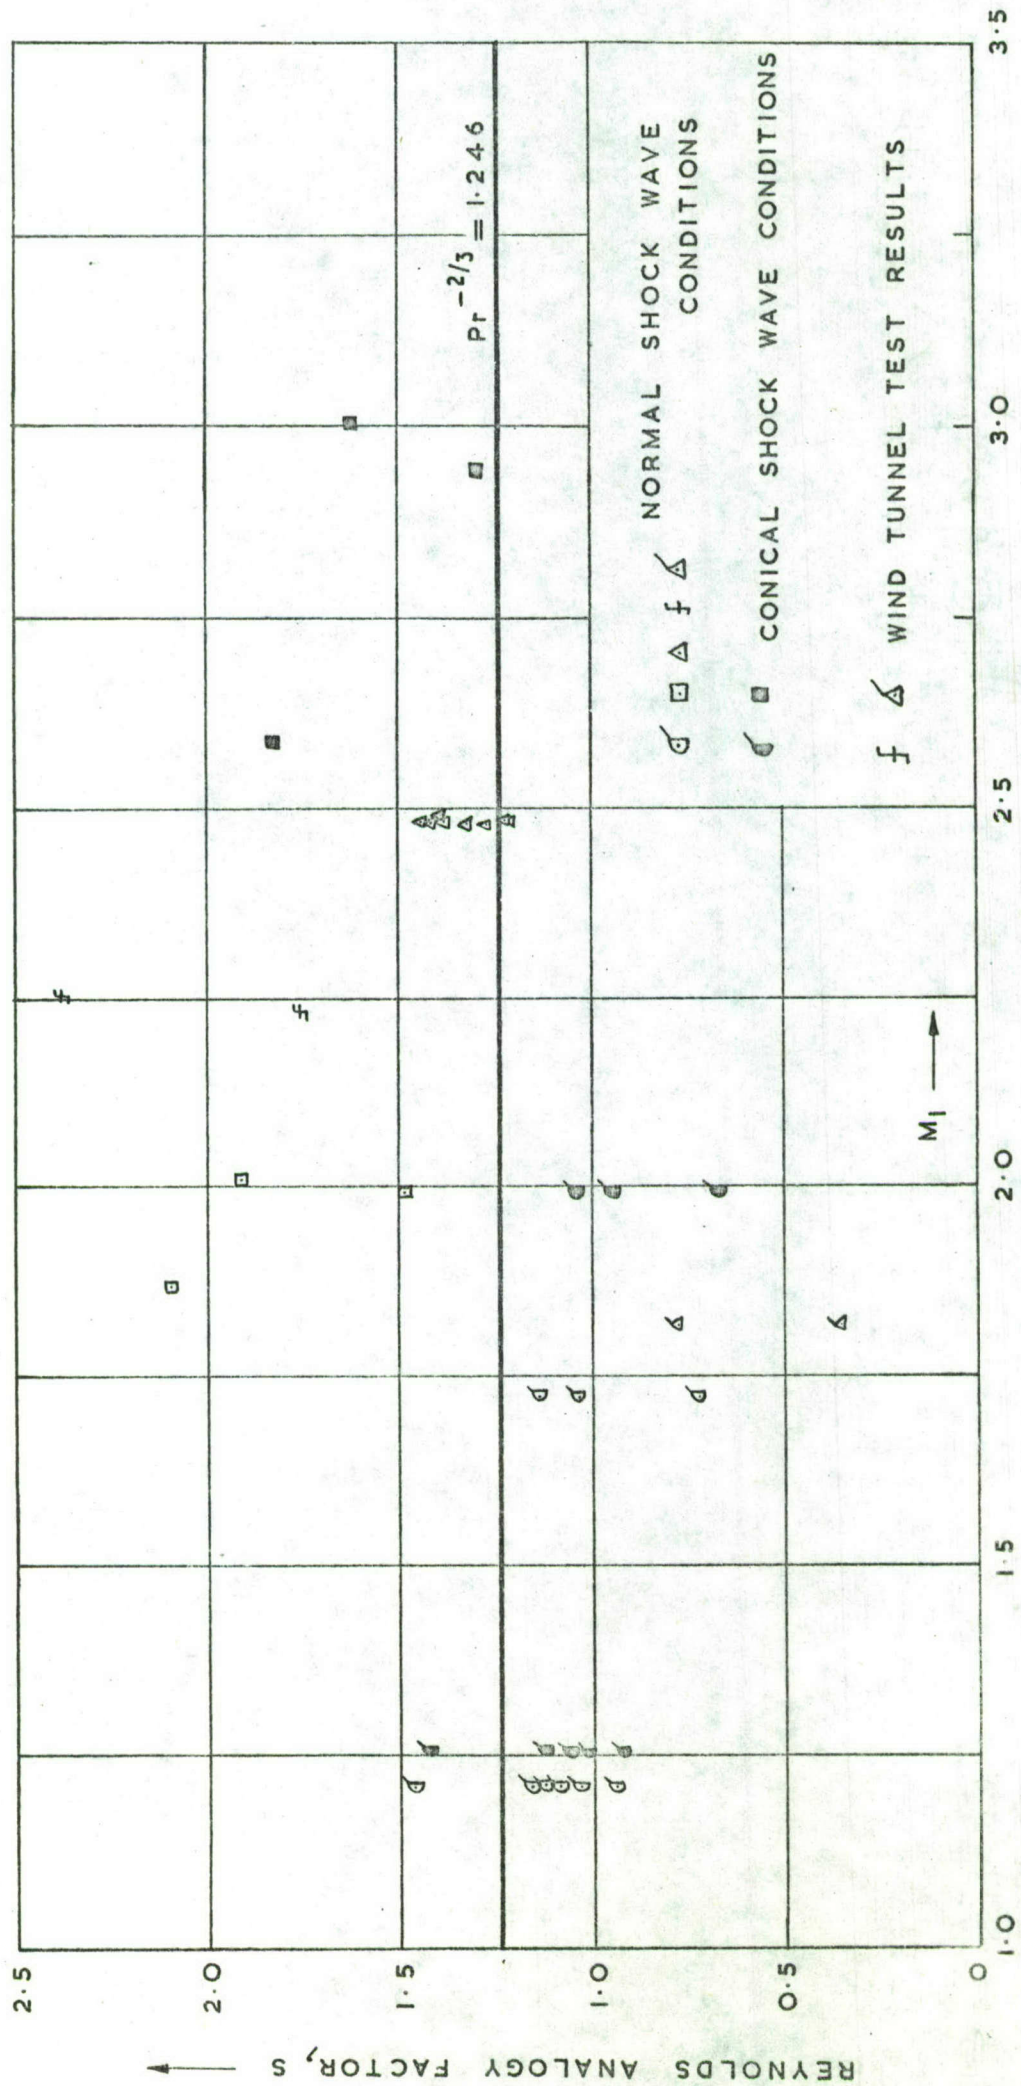 REYNOLDS ANALOGY FACTOR, S
2·5
2·0
1·5
1·0
0·5
0
1·0
1·5
2·0
2·5
3·0
3·5
M₁
Pr⁻²/³ = 1·246
NORMAL SHOCK WAVE
CONDITIONS
CONICAL SHOCK WAVE CONDITIONS
WIND TUNNEL TEST RESULTS